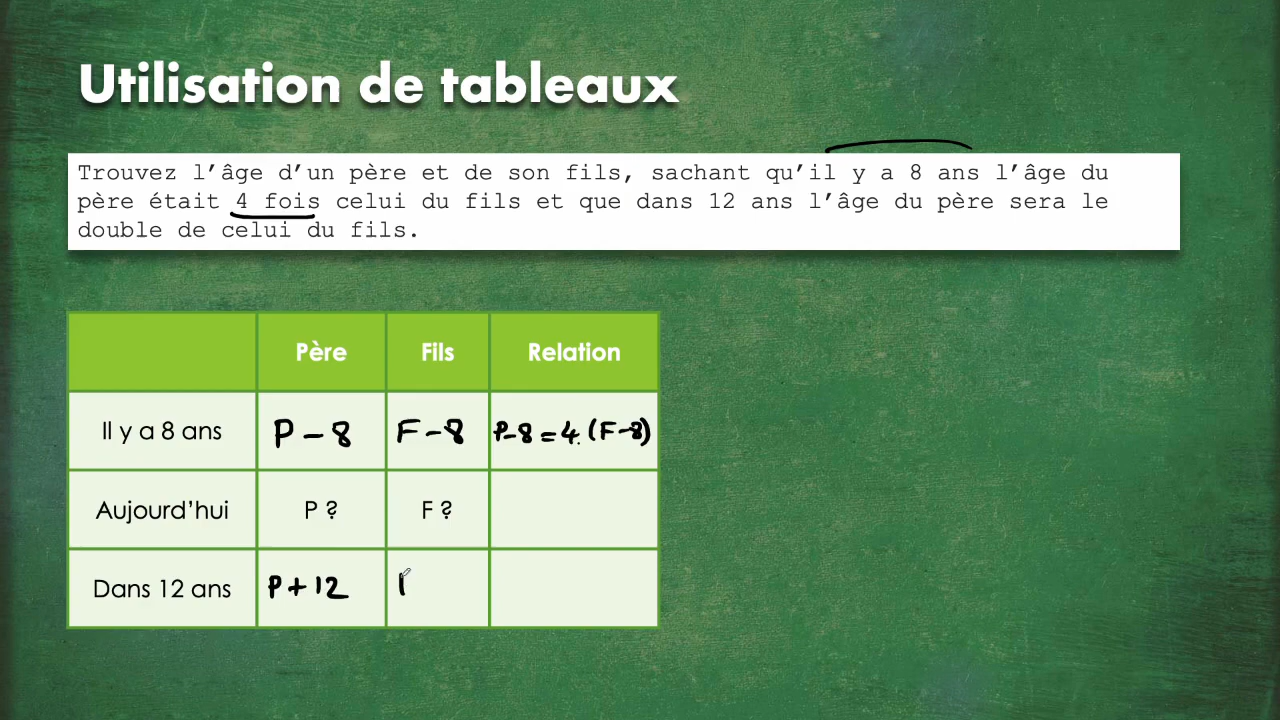 Utilisation de tableaux
Trouvez l’âge d’un père et de son fils, sachant qu’il y a 8 ans l’âge du
père était 4 fois celui du fils et que dans 12 ans l’âge du père sera le
double de celui du fils.
Père Fils Relation
Il y a 8 ans P-8 F-8 P-8=4.(F-8)
Aujourd’hui P ? F ?
Dans 12 ans P+12